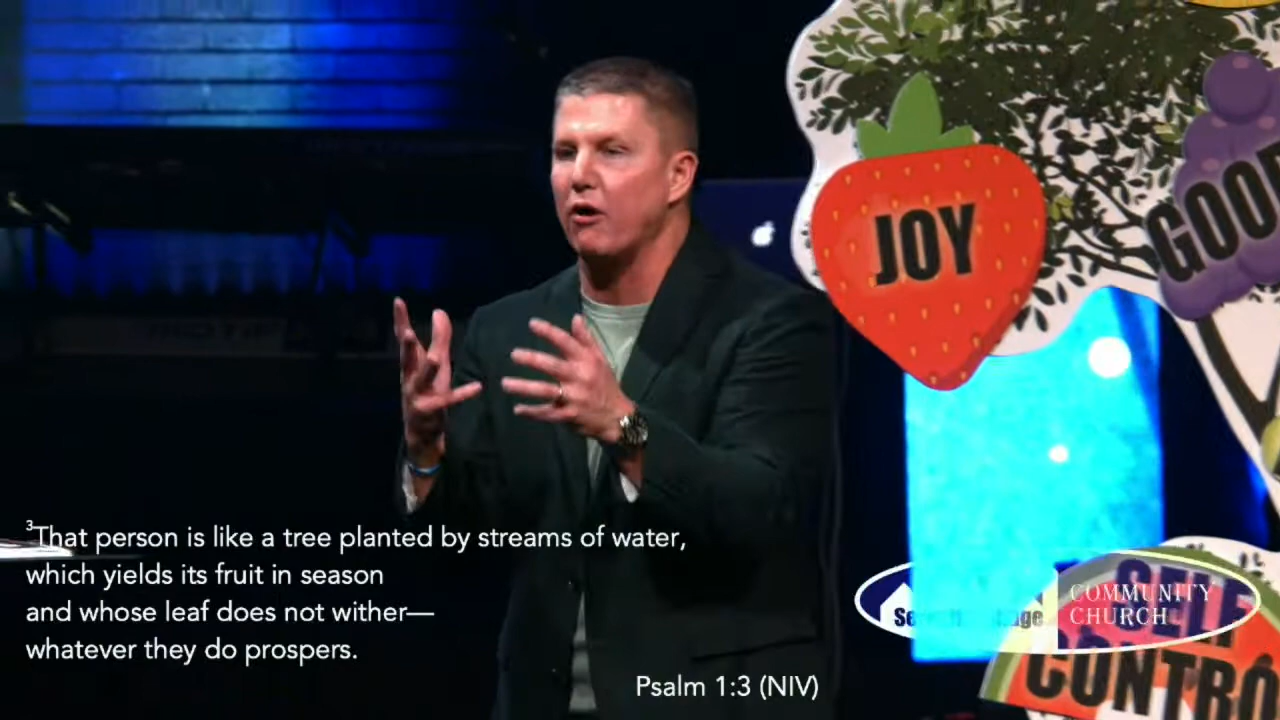 JOY
³That person is like a tree planted by streams of water,
which yields its fruit in season
and whose leaf does not wither—
whatever they do prospers.
Psalm 1:3 (NIV)
COMMUNITY
CHURCH
SELF
CONTRO